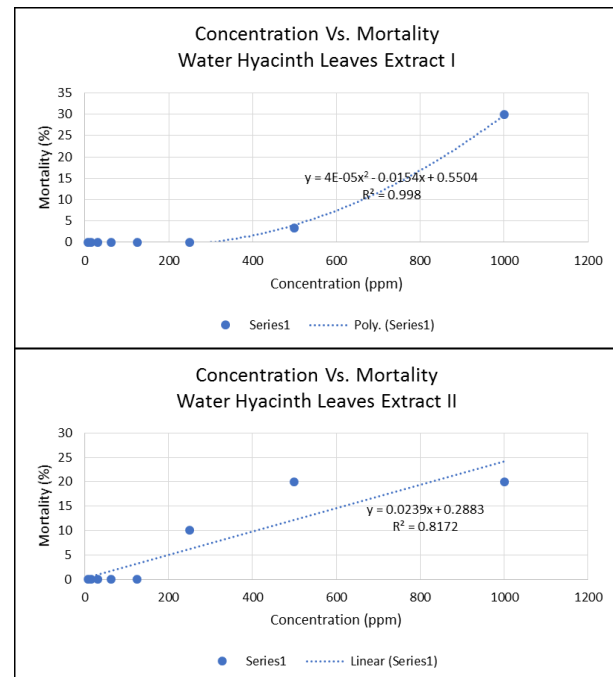 Concentration Vs. Mortality
Water Hyacinth Leaves Extract I
Mortality (%)
35
30
25
20
15
10
5
0
y = 4E-05x² - 0.0154x + 0.5504
R² = 0.998
0 200 400 600 800 1000 1200
Concentration (ppm)
Series1 Poly. (Series1)
Concentration Vs. Mortality
Water Hyacinth Leaves Extract II
Mortality (%)
30
25
20
15
10
5
0
y = 0.0239x + 0.2883
R² = 0.8172
0 200 400 600 800 1000 1200
Concentration (ppm)
Series1 Linear (Series1)